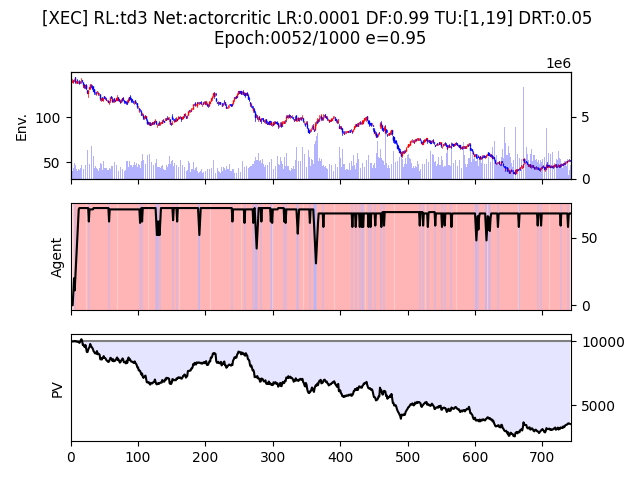 [XEC] RL:td3 Net:actorcritic LR:0.0001 DF:0.99 TU:[1,19] DRT:0.05
Epoch:0052/1000 e=0.95
1e6
Env.
100
50
5
0
Agent
50
0
PV
10000
5000
0 100 200 300 400 500 600 700